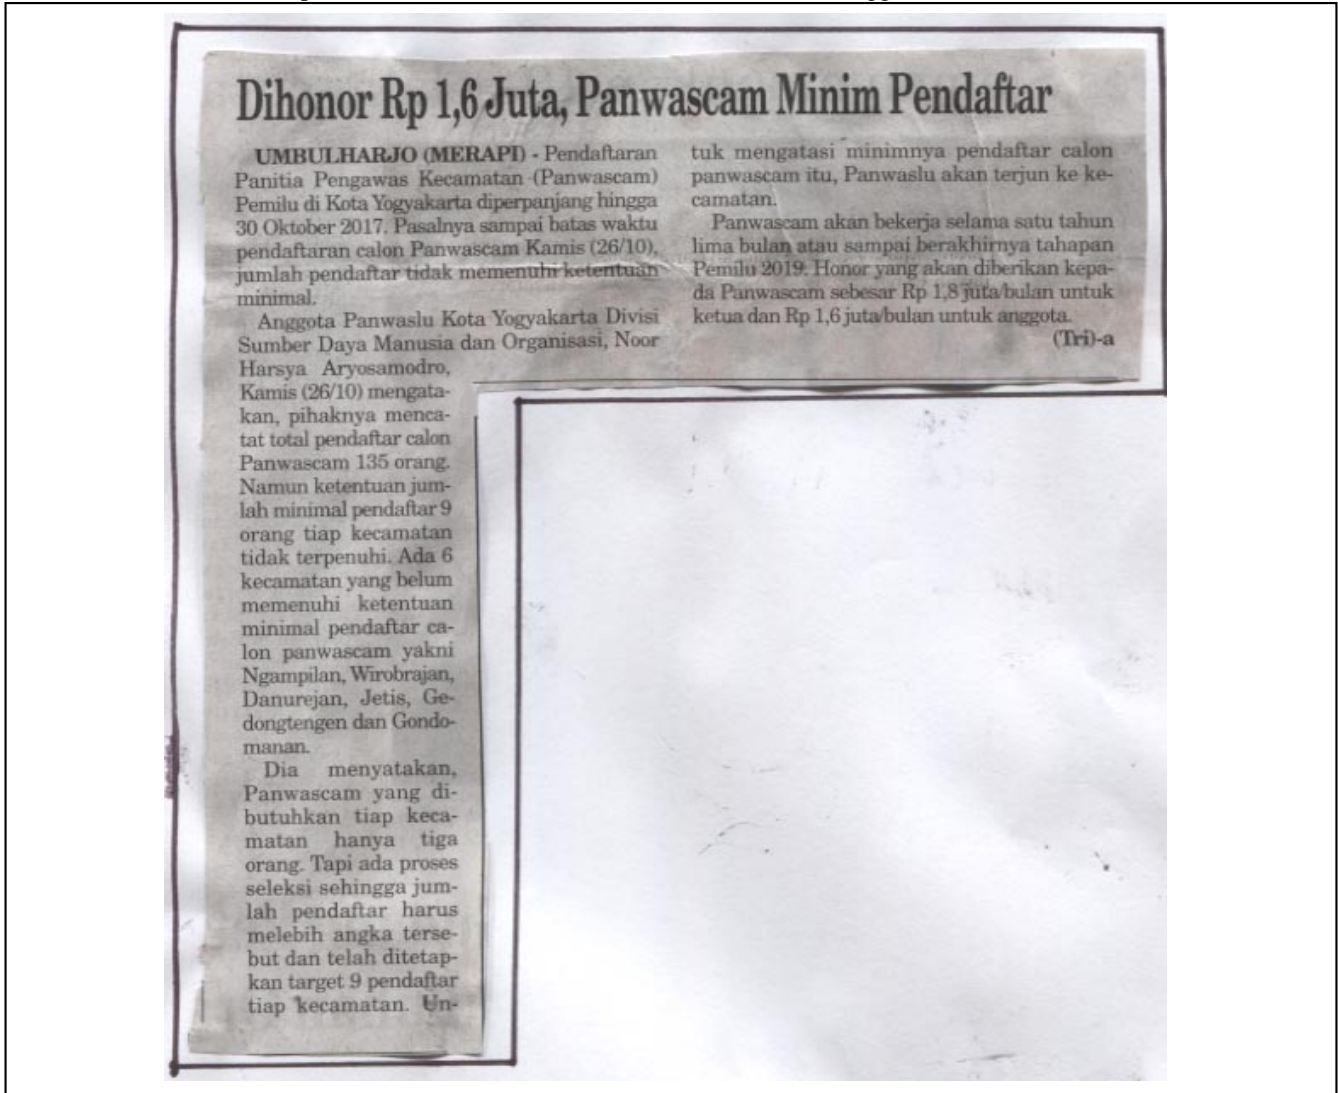 Dihonor Rp 1,6 Juta, Panwascam Minim Pendaftar
UMBULHARJO (MERAPI) - Pendaftaran
Panitia Pengawas Kecamatan (Panwascam)
Pemilu di Kota Yogyakarta diperpanjang hingga
30 Oktober 2017. Pasalnya sampai batas waktu
pendaftaran calon Panwascam Kamis (26/10),
jumlah pendaftar tidak memenuhi ketentuan
minimal.
Anggota Panwaslu Kota Yogyakarta Divisi
Sumber Daya Manusia dan Organisasi, Noor
Harsya Aryosamodro,
Kamis (26/10) mengata-
kan, pihaknya menca-
tat total pendaftar calon
Panwascam 135 orang.
Namun ketentuan jum-
lah minimal pendaftar 9
orang tiap kecamatan
tidak terpenuhi. Ada 6
kecamatan yang belum
memenuhi ketentuan
minimal pendaftar ca-
lon panwascam yakni
Ngampilan, Wirobrajan,
Danurejan, Jetis, Ge-
dongtengen dan Gondo-
manan.
Dia menyatakan,
Panwascam yang di-
butuhkan tiap keca-
matan hanya tiga
orang. Tapi ada proses
seleksi sehingga jum-
lah pendaftar harus
melebih angka terse-
but dan telah ditetap-
kan target 9 pendaftar
tiap kecamatan. Un-
tuk mengatasi minimnya pendaftar calon
panwascam itu, Panwaslu akan terjun ke ke-
camatan.
Panwascam akan bekerja selama satu tahun
lima bulan atau sampai berakhirnya tahapan
Pemilu 2019. Honor yang akan diberikan kepa-
da Panwascam sebesar Rp 1,8 juta/bulan untuk
ketua dan Rp 1,6 juta/bulan untuk anggota.
(Tri)-a